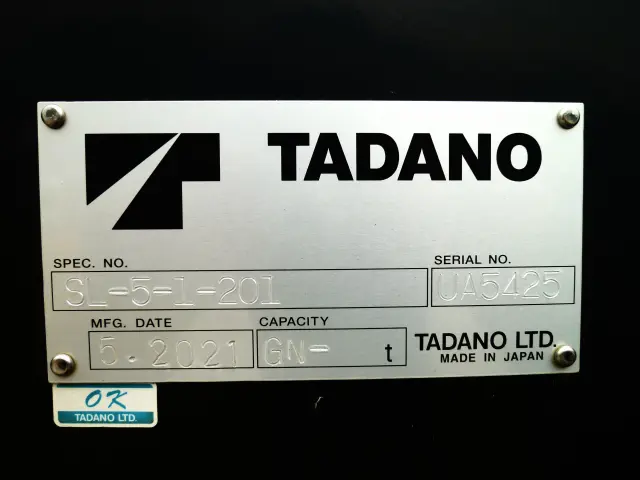 TADANO
SPEC. NO.
SERIAL NO.
SL-5-1-201
UA5425
MFG. DATE
CAPACITY
5.2021
GN- t
TADANO LTD.
MADE IN JAPAN
OK
TADANO LTD.